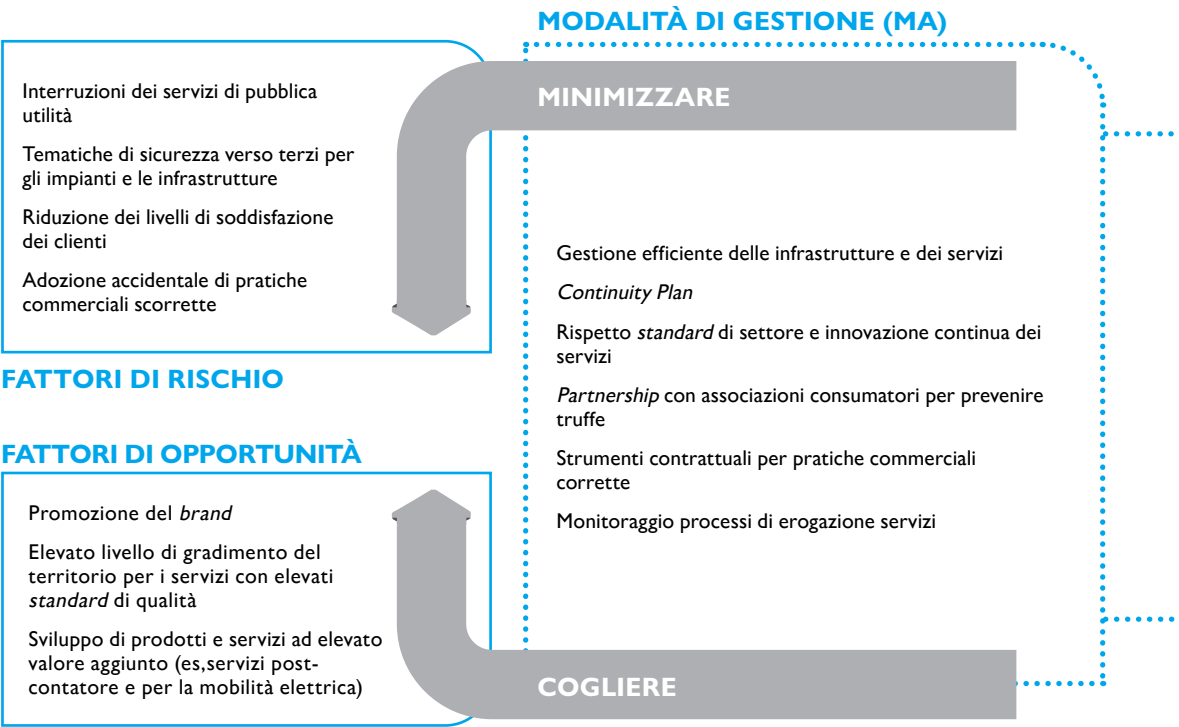 MODALITÀ DI GESTIONE (MA)
MINIMIZZARE
Interruzioni dei servizi di pubblica
utilità
Tematiche di sicurezza verso terzi per
gli impianti e le infrastrutture
Riduzione dei livelli di soddisfazione
dei clienti
Adozione accidentale di pratiche
commerciali scorrette
FATTORI DI RISCHIO
FATTORI DI OPPORTUNITÀ
Promozione del brand
Elevato livello di gradimento del
territorio per i servizi con elevati
standard di qualità
Sviluppo di prodotti e servizi ad elevato
valore aggiunto (es,servizi post-
contatore e per la mobilità elettrica)
Gestione efficiente delle infrastrutture e dei servizi
Continuity Plan
Rispetto standard di settore e innovazione continua dei
servizi
Partnership con associazioni consumatori per prevenire
truffe
Strumenti contrattuali per pratiche commerciali
corrette
Monitoraggio processi di erogazione servizi
COGLIERE